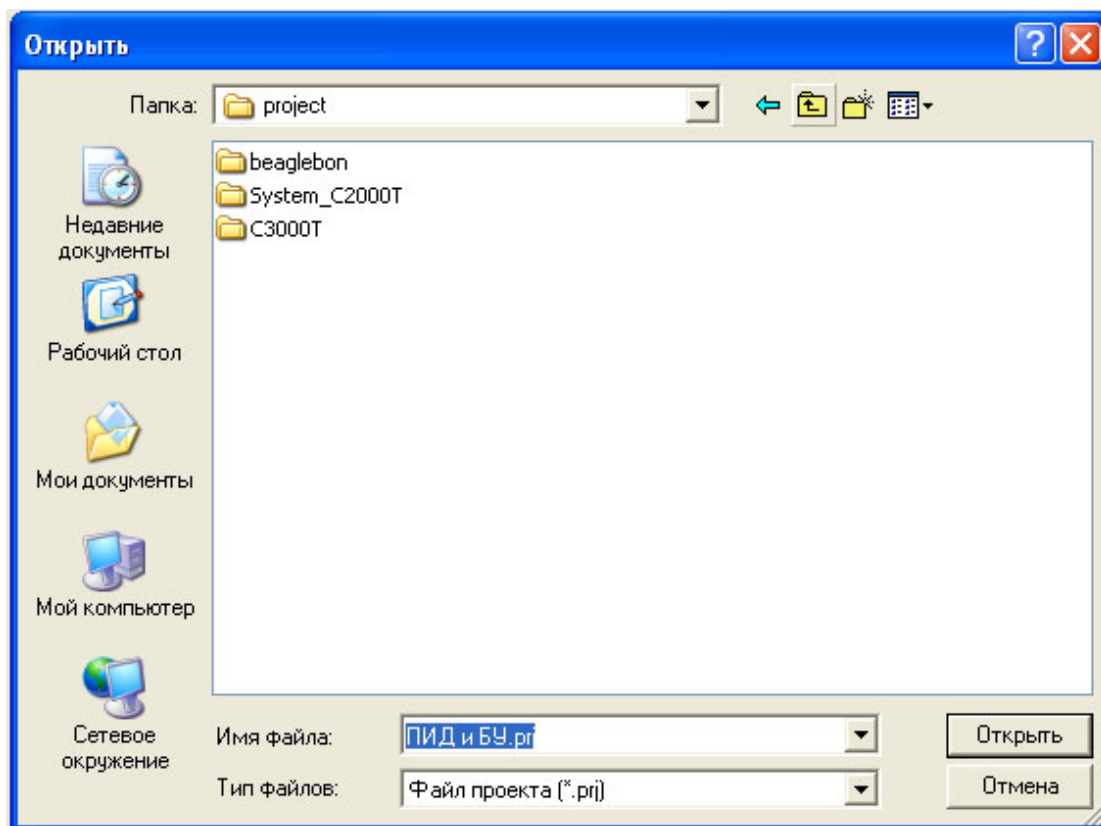 Открыть
Папка:
project
beaglebon
System_C2000T
C3000T
Недавние
документы
Рабочий стол
Мои документы
Мой компьютер
Сетевое
окружение
Имя файла:
ПИД и БУ.pr
Открыть
Тип файлов:
Файл проекта (*.prj)
Отмена